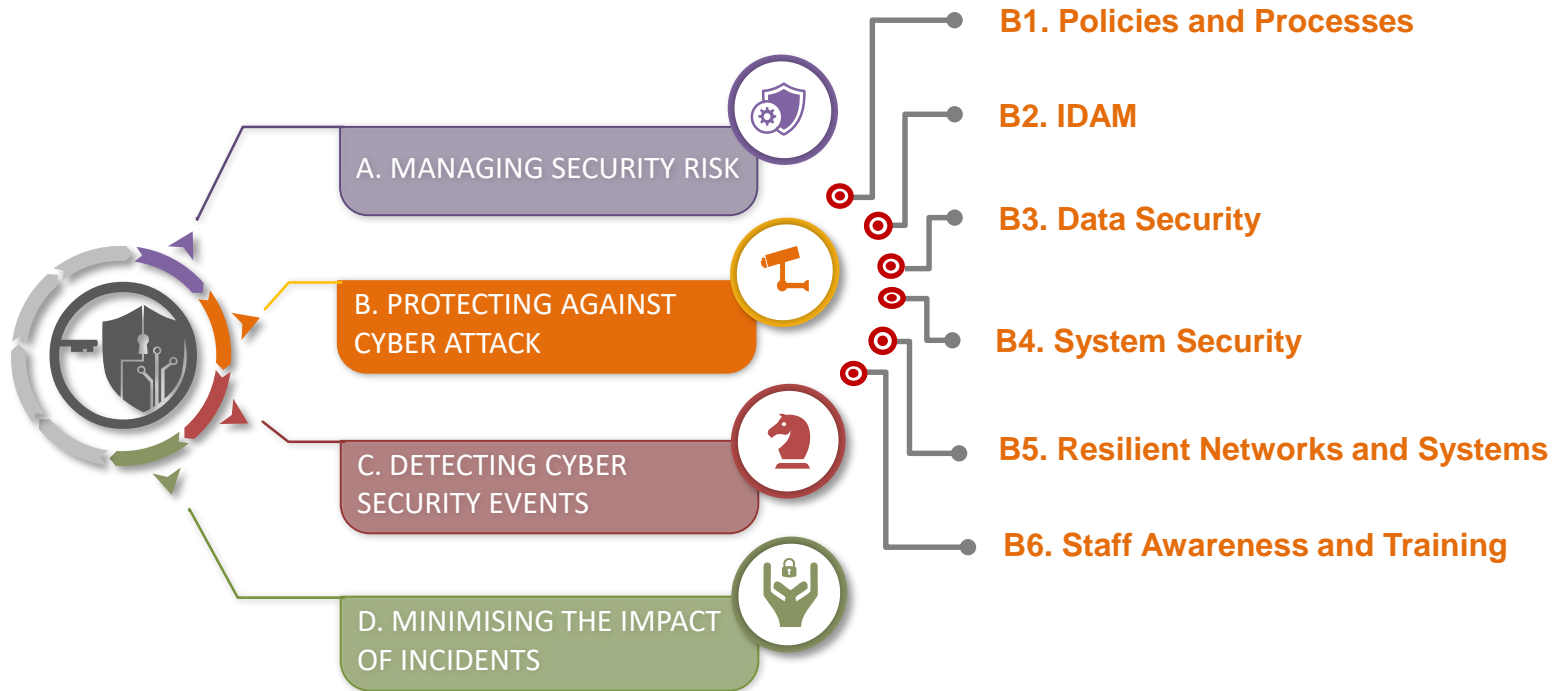 A. MANAGING SECURITY RISK
B. PROTECTING AGAINST
CYBER ATTACK
C. DETECTING CYBER
SECURITY EVENTS
D. MINIMISING THE IMPACT
OF INCIDENTS
B1. Policies and Processes
B2. IDAM
B3. Data Security
B4. System Security
B5. Resilient Networks and Systems
B6. Staff Awareness and Training